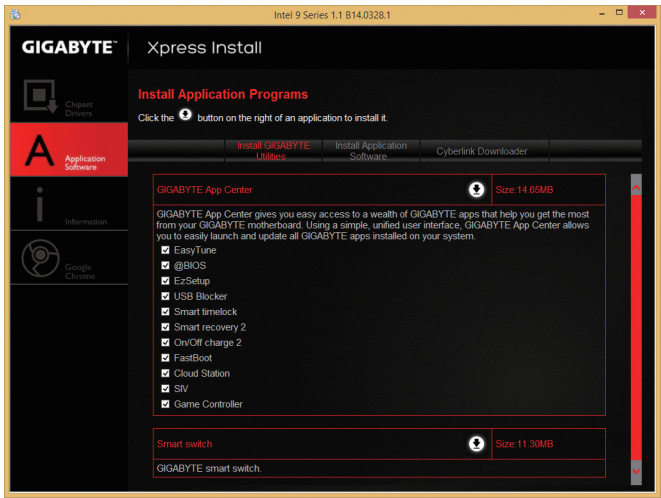 Intel 9 Series 1.1 B14.0328.1
GIGABYTE™
Xpress Install
Chipset
Drivers
Application
Software
Information
Google
Chrome
Install Application Programs
Click the button on the right of an application to install it.
Install GIGABYTE
Utilities
Install Application
Software
Cyberlink Downloader
GIGABYTE App Center
Size:14.65MB
GIGABYTE App Center gives you easy access to a wealth of GIGABYTE apps that help you get the most
from your GIGABYTE motherboard. Using a simple, unified user interface, GIGABYTE App Center allows
you to easily launch and update all GIGABYTE apps installed on your system.
EasyTune
@BIOS
EzSetup
USB Blocker
Smart timelock
Smart recovery 2
On/Off charge 2
FastBoot
Cloud Station
SIV
Game Controller
Smart switch
Size:11.30MB
GIGABYTE smart switch.